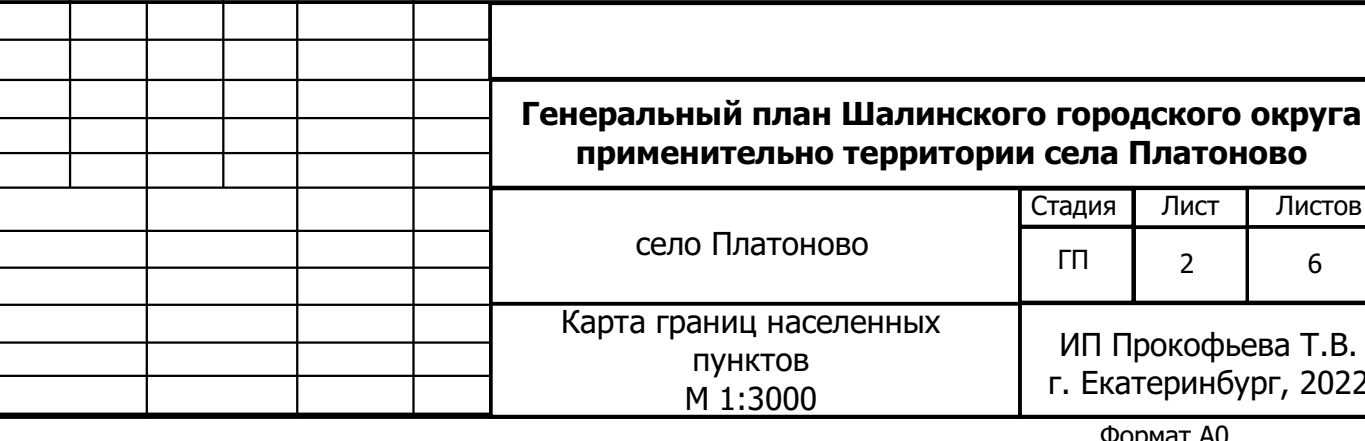 Генеральный план Шалинского городского округа
применительно территории села Платоново
село Платоново
Стадия Лист Листов
ГП 2 6
Карта границ населенных
пунктов
М 1:3000
ИП Прокофьева Т.В.
г. Екатеринбург, 2022
Формат А0